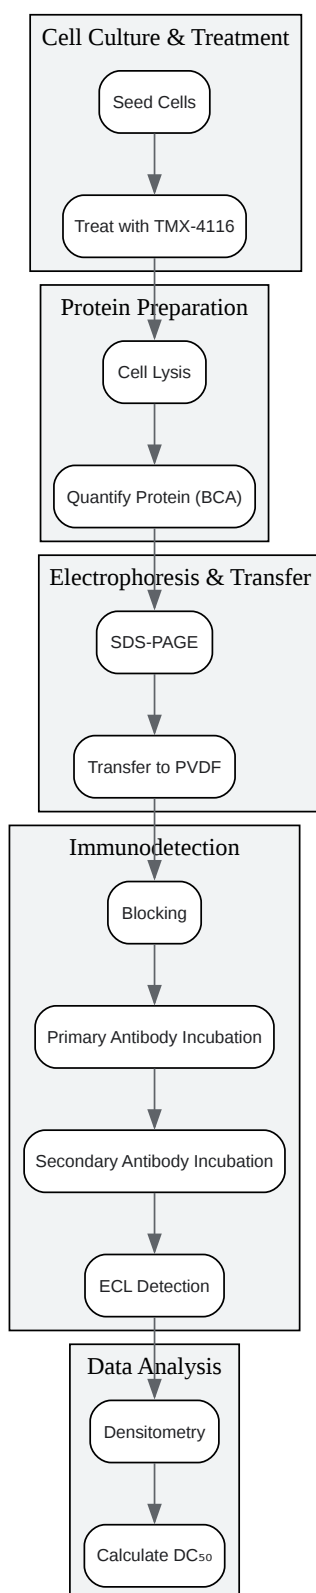 Cell Culture & Treatment
Seed Cells
Treat with TMX-4116
Protein Preparation
Cell Lysis
Quantify Protein (BCA)
Electrophoresis & Transfer
SDS-PAGE
Transfer to PVDF
Immunodetection
Blocking
Primary Antibody Incubation
Secondary Antibody Incubation
ECL Detection
Data Analysis
Densitometry
Calculate DC₅₀